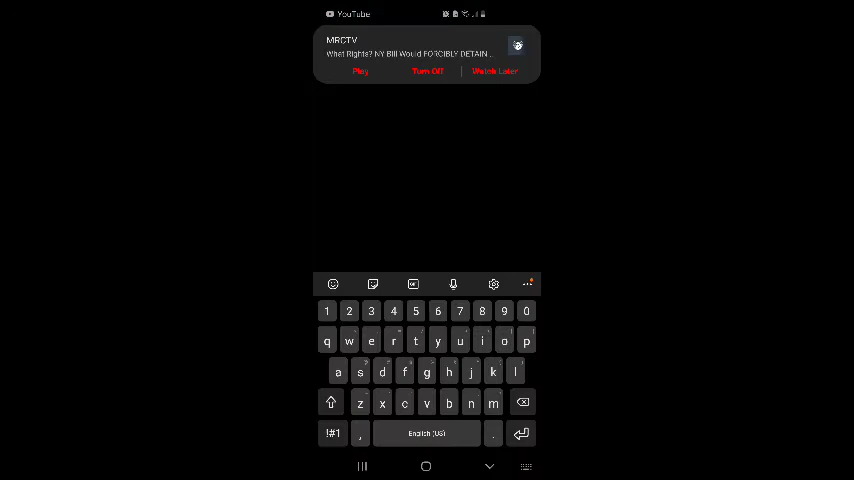 YouTube
MRCTV
What Rights? NY Bill Would FORCIBLY DETAIN...
Play Turn Off Watch Later
GIF
1 2 3 4 5 6 7 8 9 0
q w e r t y u i o p
a s d f g h j k l
z x c v b n m
!#1 , English (US) .